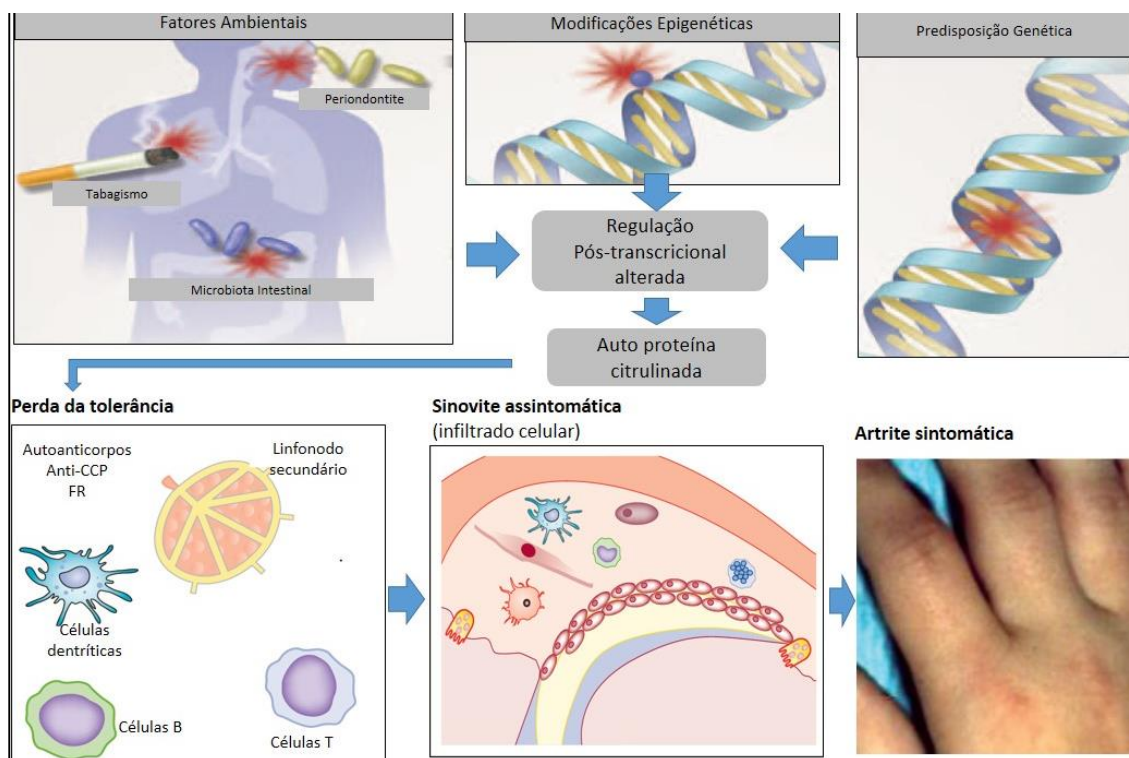 Fatores Ambientais
Modificações Epigenéticas
Predisposição Genética
Periondontite
Tabagismo
Microbiota Intestinal
Regulação
Pós-transcricional
alterada
Auto proteína
citrulinada
Perda da tolerância
Autoanticorpos
Anti-CCP
FR
Linfonodo
secundário
Células
dentríticas
Células B
Células T
Sinovite assintomática
(infiltrado celular)
Artrite sintomática